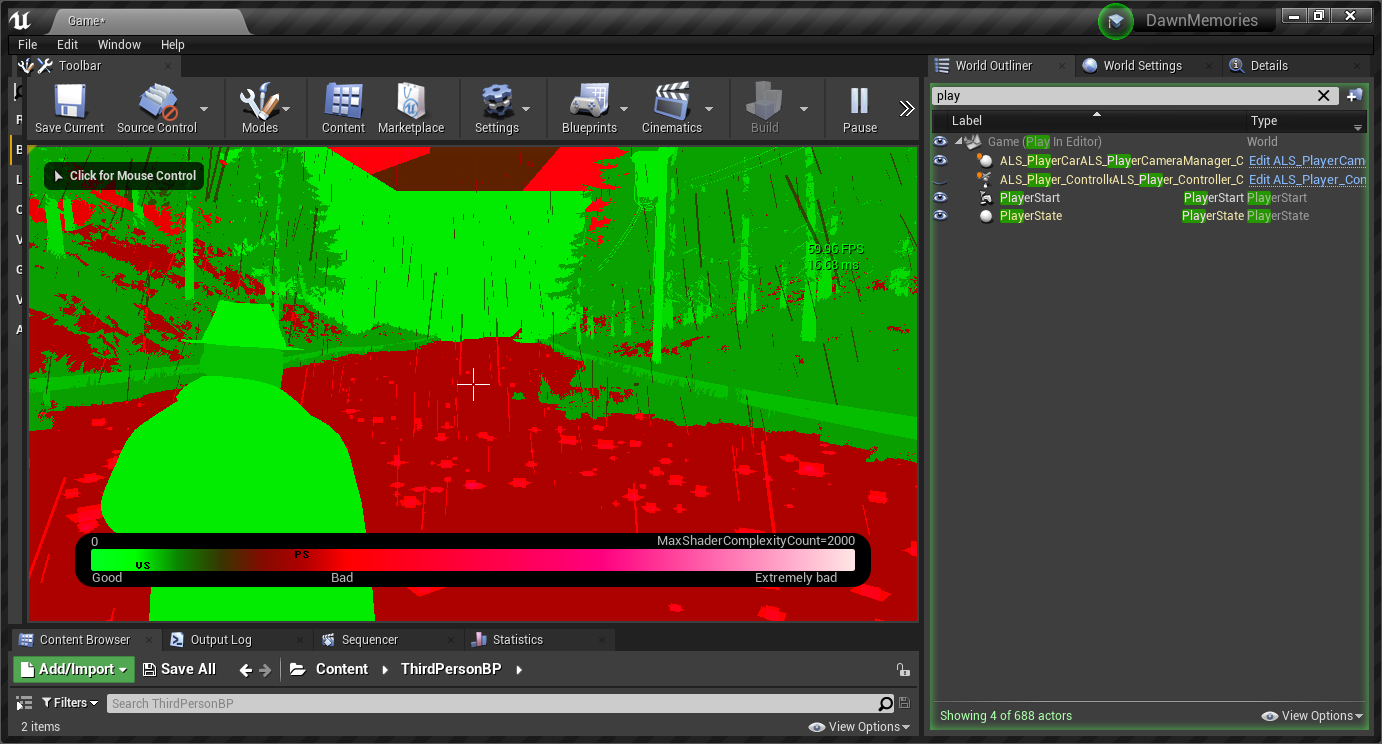 Game*
DawnMemories
File Edit Window Help
Toolbar
Save Current Source Control Modes Content Marketplace Settings Blueprints Cinematics Build Pause
R
B
L
C
V
G
V
A
Click for Mouse Control
59.96 FPS
16.68 ms
0 MaxShaderComplexityCount=2000
PS
VS
Good Bad Extremely bad
World Outliner World Settings Details
play
Label Type
Game (Play In Editor) World
ALS_PlayerCamALS_PlayerCameraManager_C Edit ALS_PlayerCam
ALS_Player_ControlleALS_Player_Controller_C Edit ALS_Player_Con
PlayerStart PlayerStart PlayerStart
PlayerState PlayerState PlayerState
Showing 4 of 688 actors View Options
Content Browser Output Log Sequencer Statistics
Add/Import Save All Content ThirdPersonBP
Filters Search ThirdPersonBP
2 items View Options